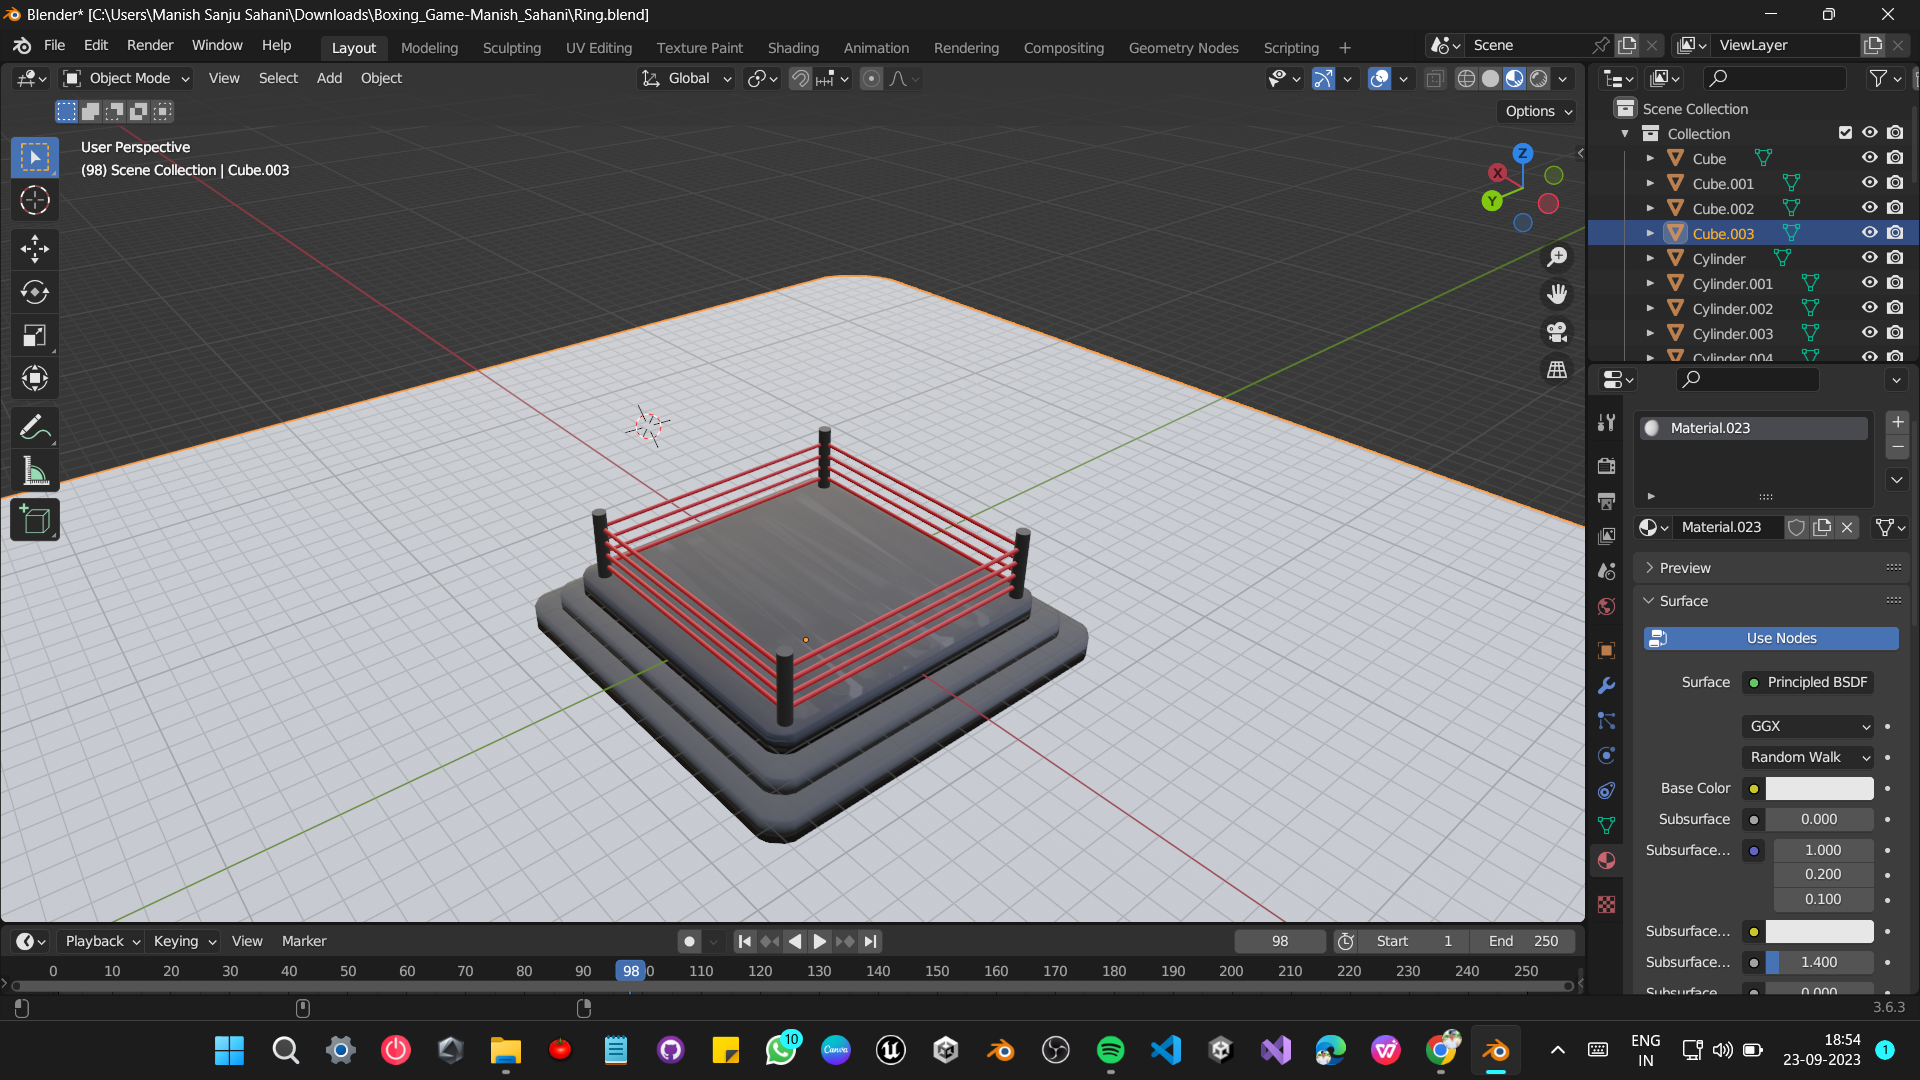 Blender* [C:\Users\Manish Sanju Sahani\Downloads\Boxing_Game-Manish_Sahani\Ring.blend]
File Edit Render Window Help
Layout Modeling Sculpting UV Editing Texture Paint Shading Animation Rendering Compositing Geometry Nodes Scripting +
Scene
ViewLayer
Object Mode View Select Add Object
Global
Options
User Perspective
(98) Scene Collection | Cube.003
Z
X
Y
Scene Collection
Collection
Cube
Cube.001
Cube.002
Cube.003
Cylinder
Cylinder.001
Cylinder.002
Cylinder.003
Cylinder.004
Material.023
Material.023
Preview
Surface
Use Nodes
Surface Principled BSDF
GGX
Random Walk
Base Color
Subsurface 0.000
Subsurface... 1.000
0.200
0.100
Subsurface...
Subsurface... 1.400
Subsurface 0.000
Playback Keying View Marker
98
Start 1 End 250
0 10 20 30 40 50 60 70 80 90 98 0 110 120 130 140 150 160 170 180 190 200 210 220 230 240 250
3.6.3
10
Canva
ENG
IN
18:54
23-09-2023
1